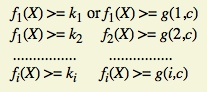 f₁(X) >= k₁ or f₁(X) >= g(1,c)
f₁(X) >= k₂ f₂(X) >= g(2,c)
................. .................
fᵢ(X) >= kᵢ fᵢ(X) >= g(i,c)